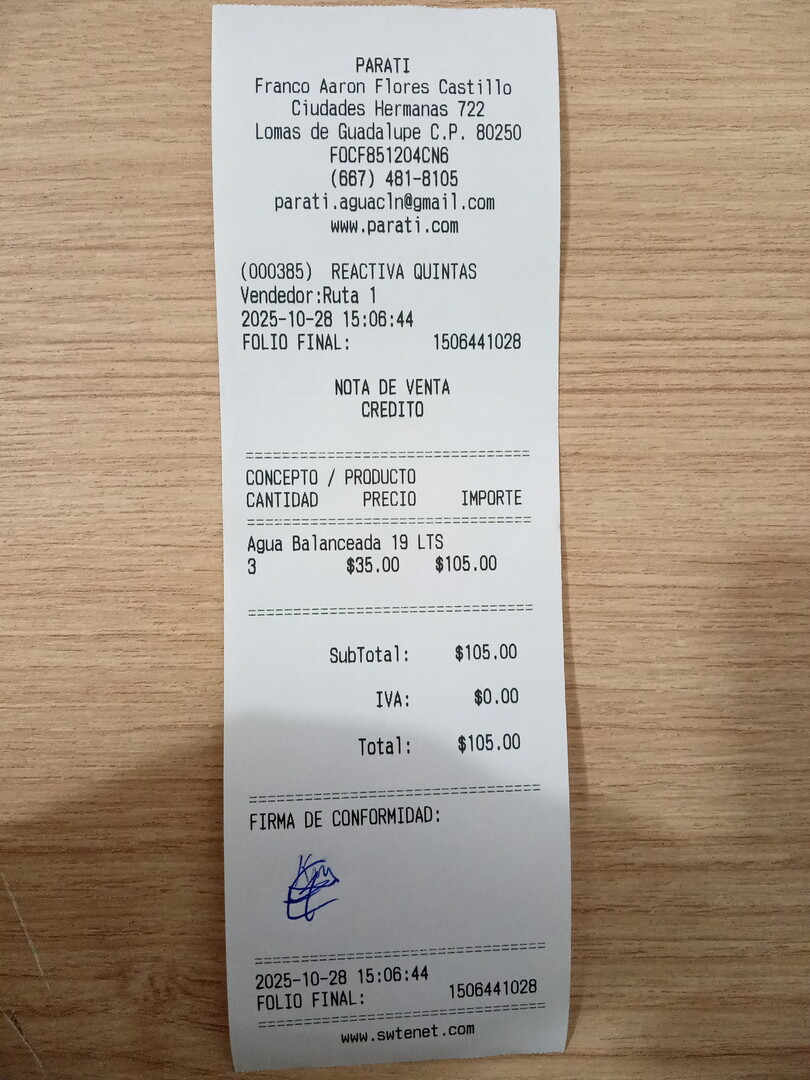 PARATI
Franco Aaron Flores Castillo
Ciudades Hermanas 722
Lomas de Guadalupe C.P. 80250
FOCF851204CN6
(667) 481-8105
parati.aguacln@gmail.com
www.parati.com
(000385) REACTIVA QUINTAS
Vendedor:Ruta 1
2025-10-28 15:06:44
FOLIO FINAL: 1506441028
NOTA DE VENTA
CREDITO
===============================
CONCEPTO / PRODUCTO
CANTIDAD PRECIO IMPORTE
===============================
Agua Balanceada 19 LTS
3 $35.00 $105.00
===============================
SubTotal: $105.00
IVA: $0.00
Total: $105.00
===============================
FIRMA DE CONFORMIDAD:
===============================
2025-10-28 15:06:44
FOLIO FINAL: 1506441028
===============================
www.swtenet.com